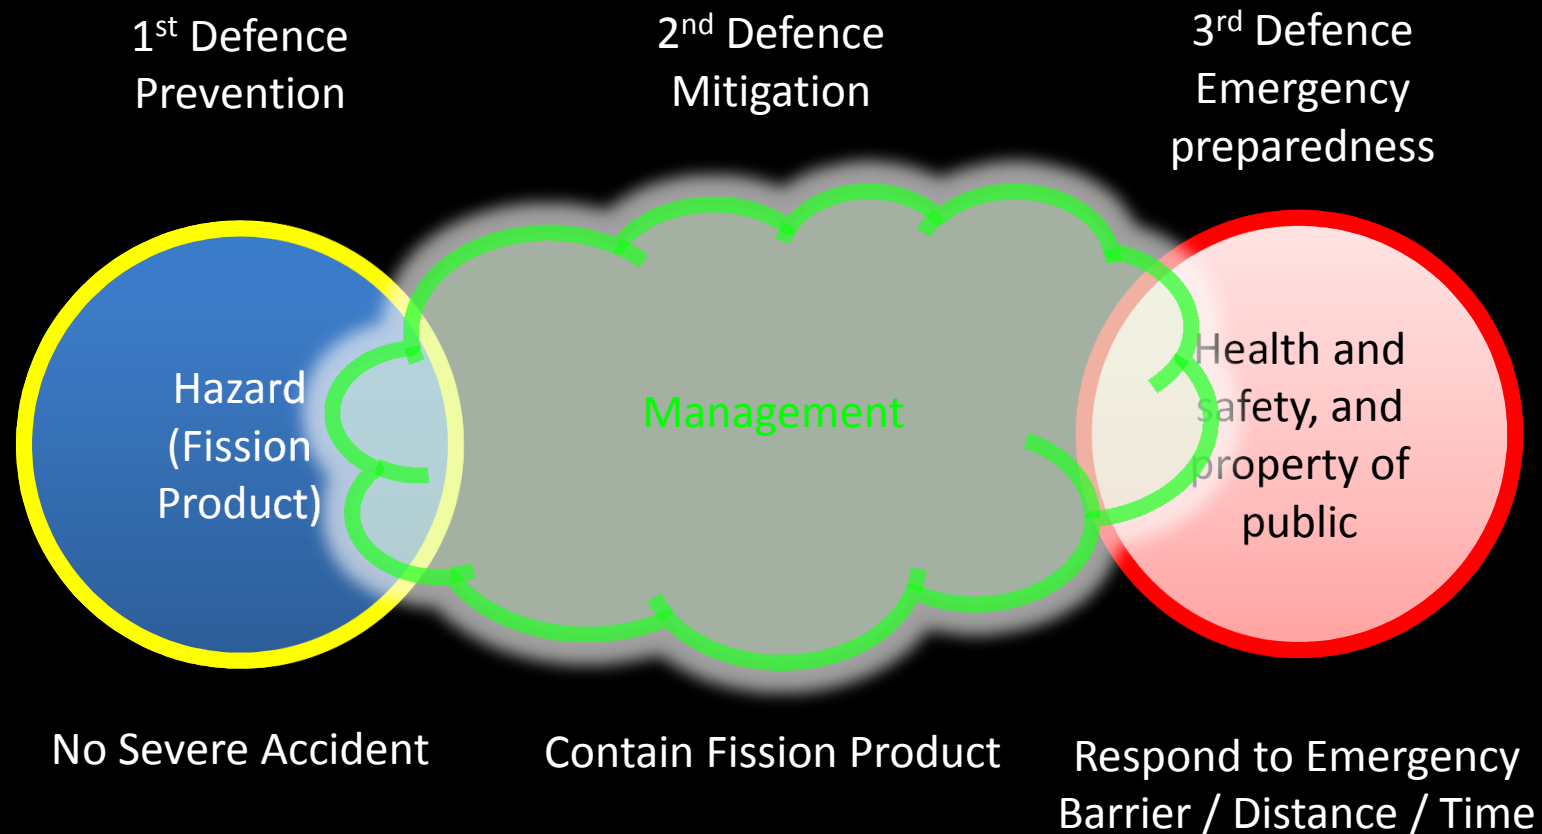 1st Defence
Prevention
2nd Defence
Mitigation
3rd Defence
Emergency
preparedness
Hazard
(Fission
Product)
Management
Health and
safety, and
property of
public
No Severe Accident
Contain Fission Product
Respond to Emergency
Barrier / Distance / Time